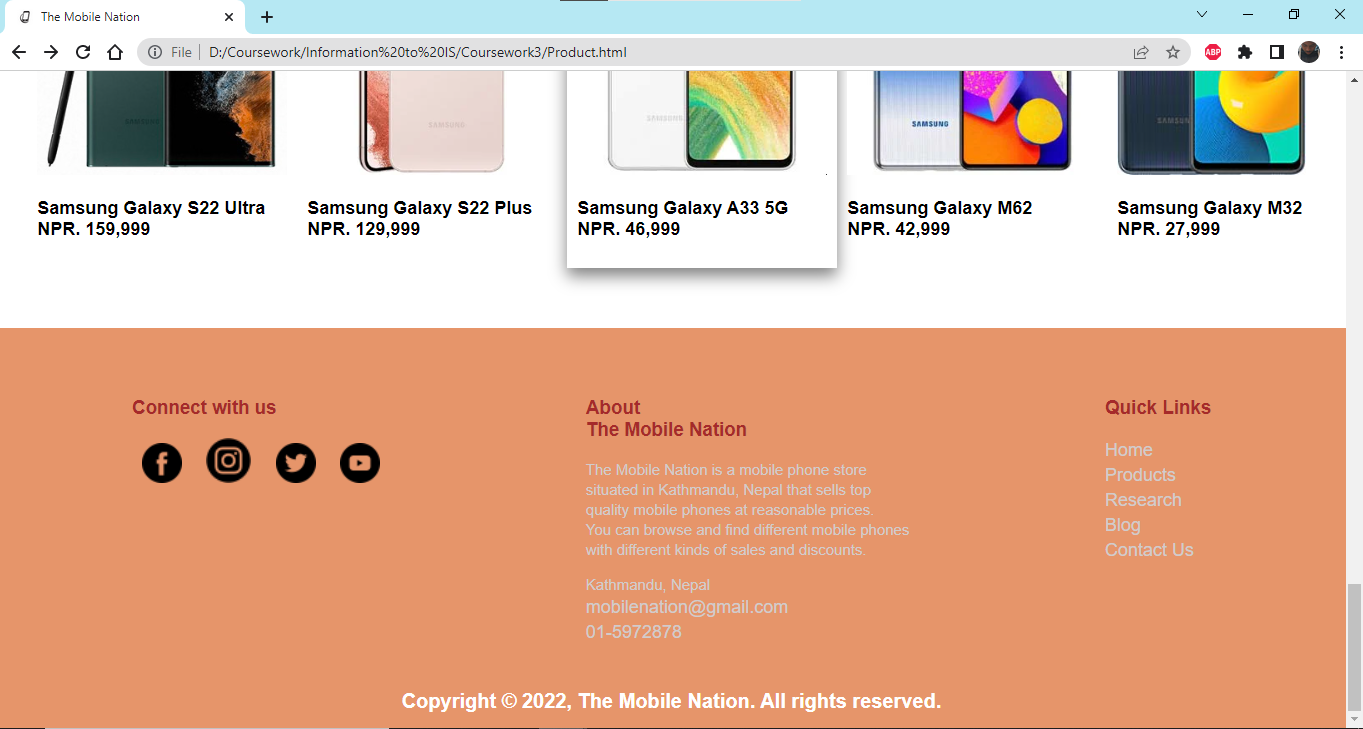 The Mobile Nation
File D:/Coursework/Information%20to%20IS/Coursework3/Product.html
ABP
SAMSUNG SAMSUNG SAMSUNG SAMSUNG SAMSUNG
Samsung Galaxy S22 Ultra
NPR. 159,999
Samsung Galaxy S22 Plus
NPR. 129,999
Samsung Galaxy A33 5G
NPR. 46,999
Samsung Galaxy M62
NPR. 42,999
Samsung Galaxy M32
NPR. 27,999
Connect with us
About
The Mobile Nation
The Mobile Nation is a mobile phone store
situated in Kathmandu, Nepal that sells top
quality mobile phones at reasonable prices.
You can browse and find different mobile phones
with different kinds of sales and discounts.
Kathmandu, Nepal
mobilenation@gmail.com
01-5972878
Quick Links
Home
Products
Research
Blog
Contact Us
Copyright © 2022, The Mobile Nation. All rights reserved.